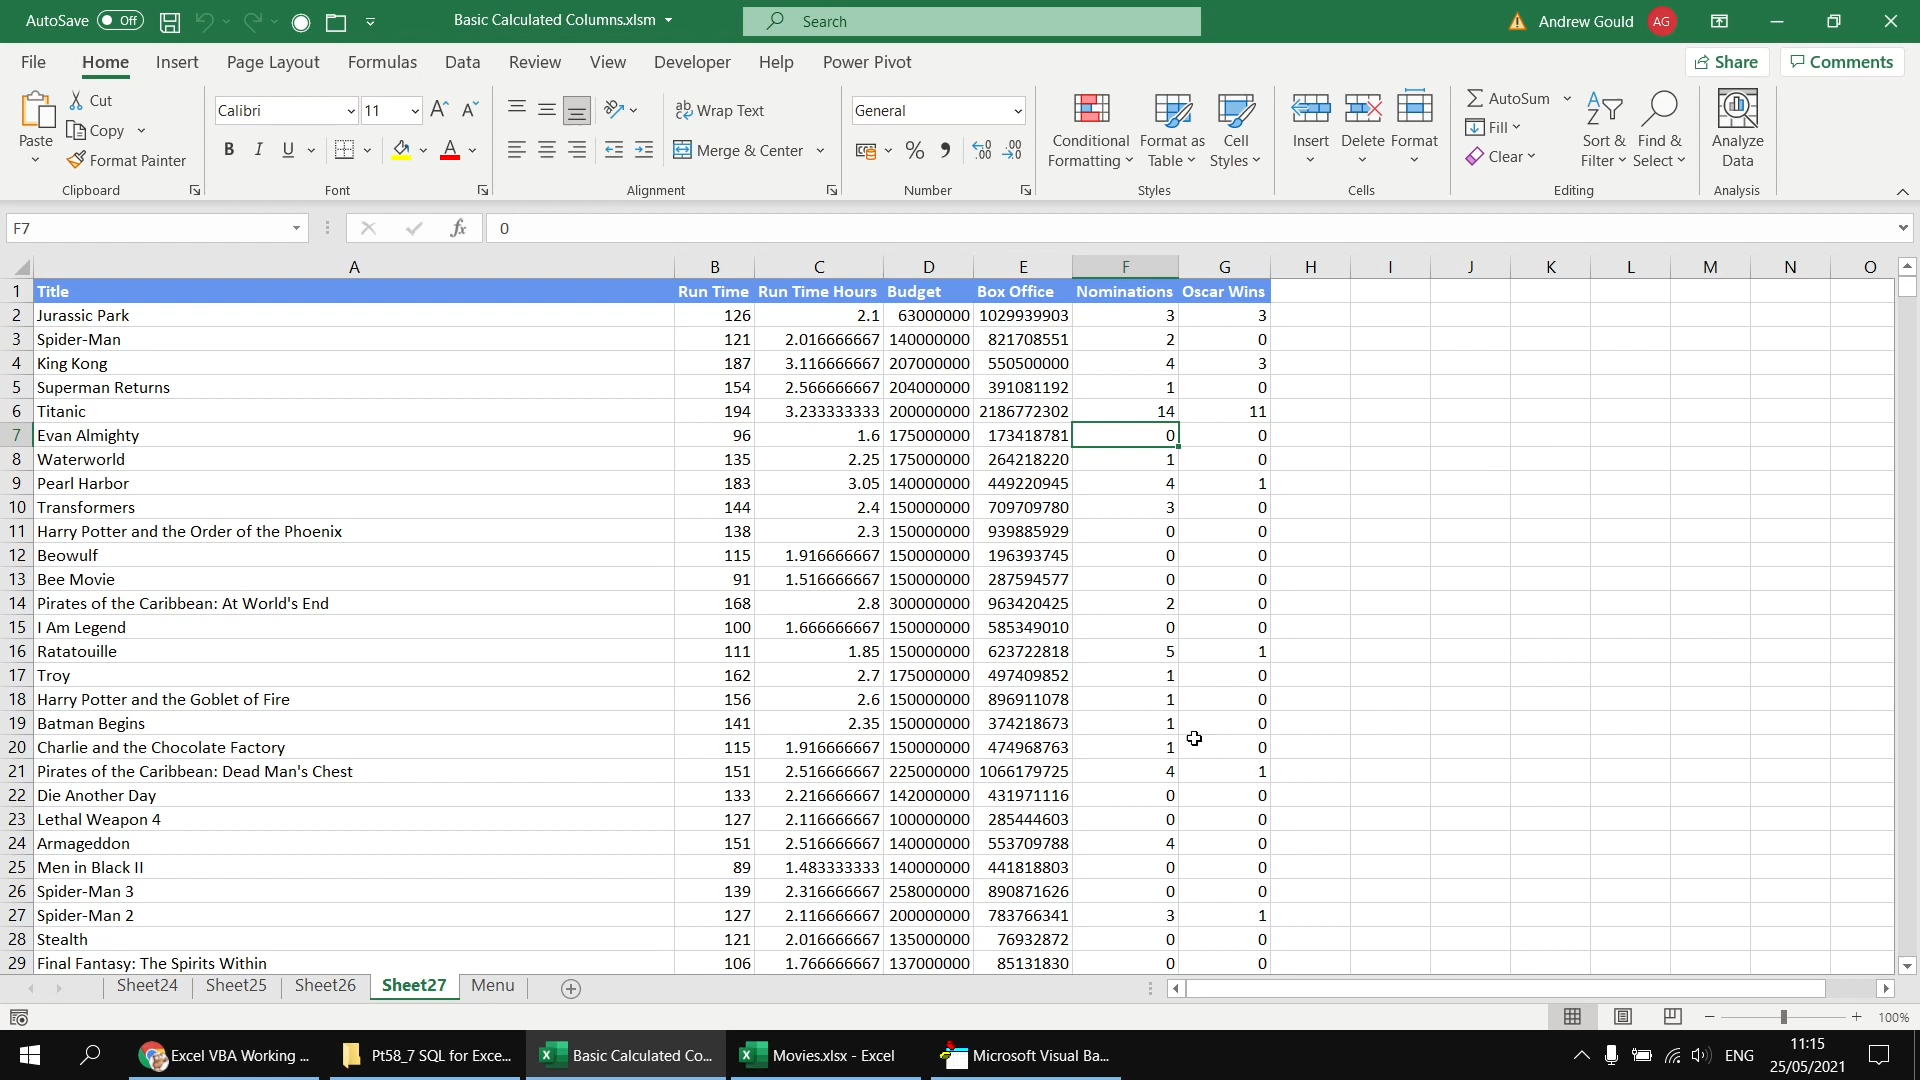 AutoSave Off Basic Calculated Columns.xlsm Search Andrew Gould AG
File Home Insert Page Layout Formulas Data Review View Developer Help Power Pivot Share Comments
Paste Cut Copy Format Painter Clipboard
Calibri 11 B I U A Font
Wrap Text Merge & Center Alignment
General % Number
Conditional Formatting Format as Table Cell Styles Styles
Insert Delete Format Cells
AutoSum Fill Clear Sort & Filter Find & Select Editing
Analyze Data Analysis
F7 fx 0
A B C D E F G H I J K L M N O
1 Title Run Time Run Time Hours Budget Box Office Nominations Oscar Wins
2 Jurassic Park 126 2.1 63000000 1029939903 3 3
3 Spider-Man 121 2.016666667 140000000 821708551 2 0
4 King Kong 187 3.116666667 207000000 550500000 4 3
5 Superman Returns 154 2.566666667 204000000 391081192 1 0
6 Titanic 194 3.233333333 200000000 2186772302 14 11
7 Evan Almighty 96 1.6 175000000 173418781 0 0
8 Waterworld 135 2.25 175000000 264218220 1 0
9 Pearl Harbor 183 3.05 140000000 449220945 4 1
10 Transformers 144 2.4 150000000 709709780 3 0
11 Harry Potter and the Order of the Phoenix 138 2.3 150000000 939885929 0 0
12 Beowulf 115 1.916666667 150000000 196393745 0 0
13 Bee Movie 91 1.516666667 150000000 287594577 0 0
14 Pirates of the Caribbean: At World's End 168 2.8 300000000 963420425 2 0
15 I Am Legend 100 1.666666667 150000000 585349010 0 0
16 Ratatouille 111 1.85 150000000 623722818 5 1
17 Troy 162 2.7 175000000 497409852 1 0
18 Harry Potter and the Goblet of Fire 156 2.6 150000000 896911078 1 0
19 Batman Begins 141 2.35 150000000 374218673 1 0
20 Charlie and the Chocolate Factory 115 1.916666667 150000000 474968763 1 0
21 Pirates of the Caribbean: Dead Man's Chest 151 2.516666667 225000000 1066179725 4 1
22 Die Another Day 133 2.216666667 142000000 431971116 0 0
23 Lethal Weapon 4 127 2.116666667 100000000 285444603 0 0
24 Armageddon 151 2.516666667 140000000 553709788 4 0
25 Men in Black II 89 1.483333333 140000000 441818803 0 0
26 Spider-Man 3 139 2.316666667 258000000 890871626 0 0
27 Spider-Man 2 127 2.116666667 200000000 783766341 3 1
28 Stealth 121 2.016666667 135000000 76932872 0 0
29 Final Fantasy: The Spirits Within 106 1.766666667 137000000 85131830 0 0
Sheet24 Sheet25 Sheet26 Sheet27 Menu
100%
Excel VBA Working ... Pt58_7 SQL for Exce... Basic Calculated Co... Movies.xlsx - Excel Microsoft Visual Ba... ENG 11:15
25/05/2021